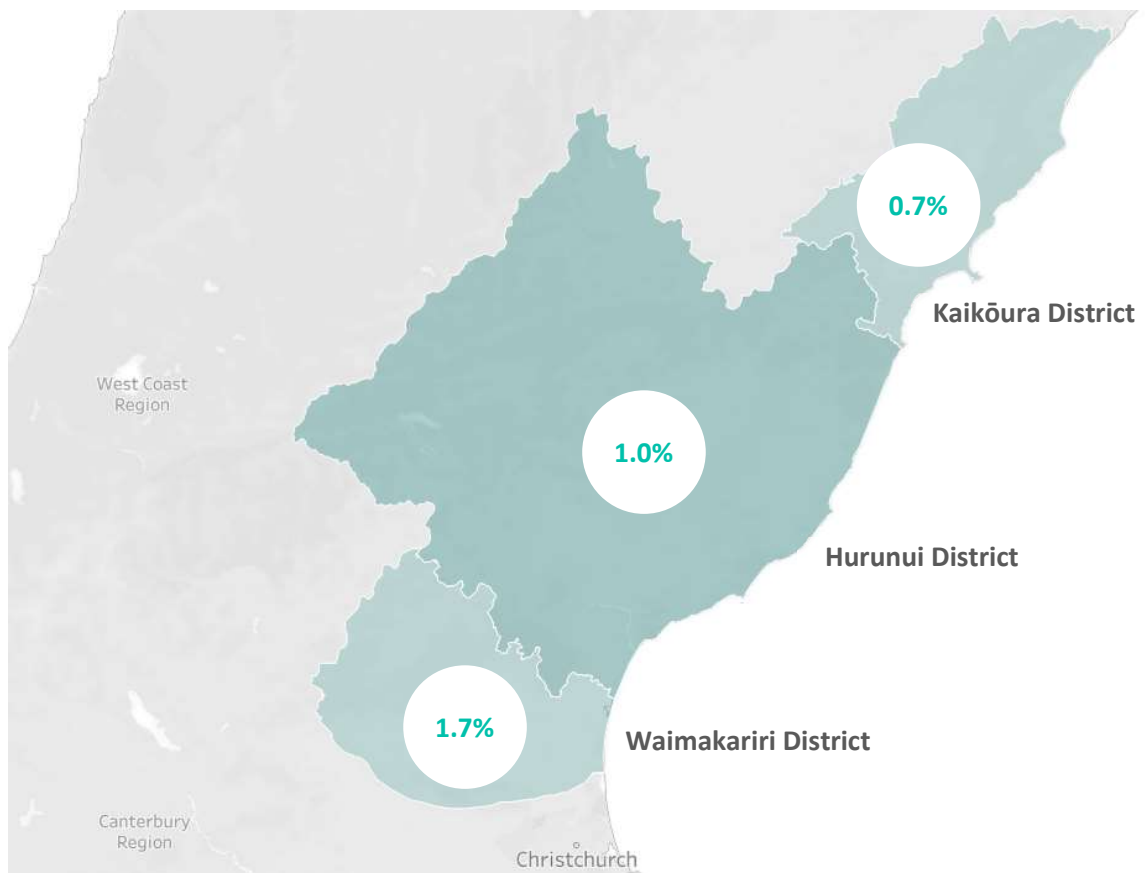 0.7%
Kaikōura District
West Coast
Region
1.0%
Hurunui District
1.7%
Waimakariri District
Canterbury
Region
Christchurch